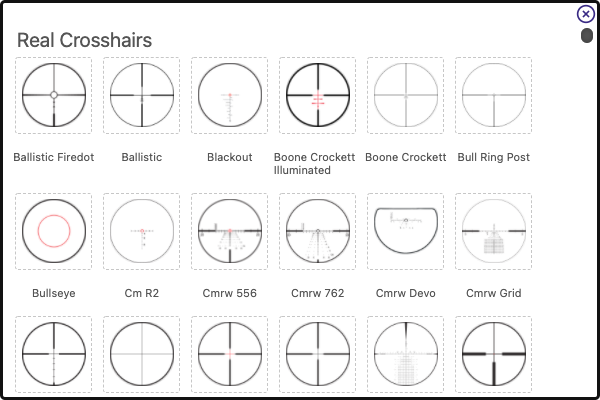 Real Crosshairs
Ballistic Firedot
Ballistic
Blackout
Boone Crockett
Illuminated
Boone Crockett
Bull Ring Post
Bullseye
Cm R2
Cmrw 556
Cmrw 762
Cmrw Devo
Cmrw Grid